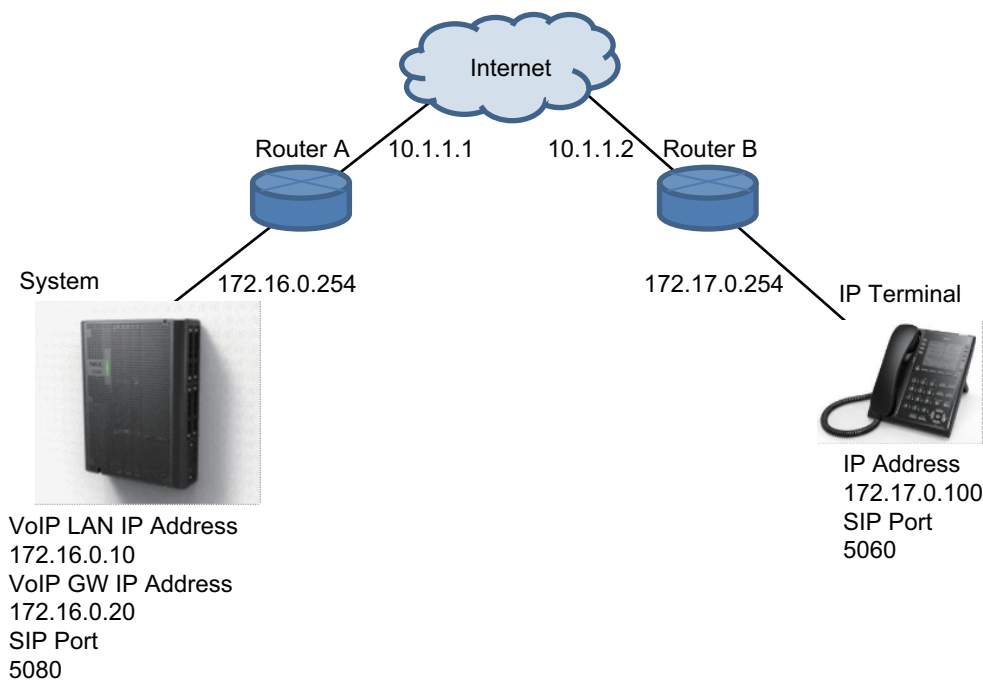 Internet
Router A
10.1.1.1
10.1.1.2
Router B
System
172.16.0.254
172.17.0.254
IP Terminal
VoIP LAN IP Address
172.16.0.10
VoIP GW IP Address
172.16.0.20
SIP Port
5080
IP Address
172.17.0.100
SIP Port
5060